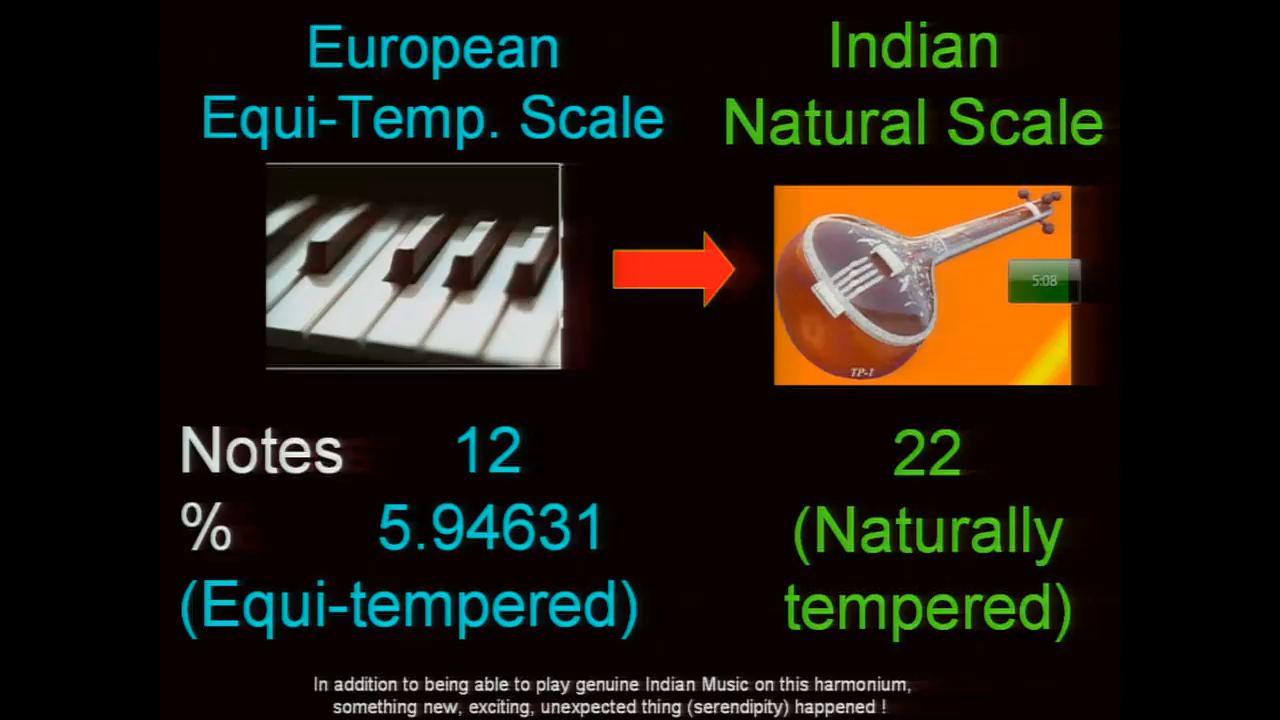 European
Equi-Temp. Scale
Indian
Natural Scale
5:08
TP-1
Notes 12 22
% 5.94631 (Naturally
(Equi-tempered) tempered)
In addition to being able to play genuine Indian Music on this harmonium,
something new, exciting, unexpected thing (serendipity) happened !